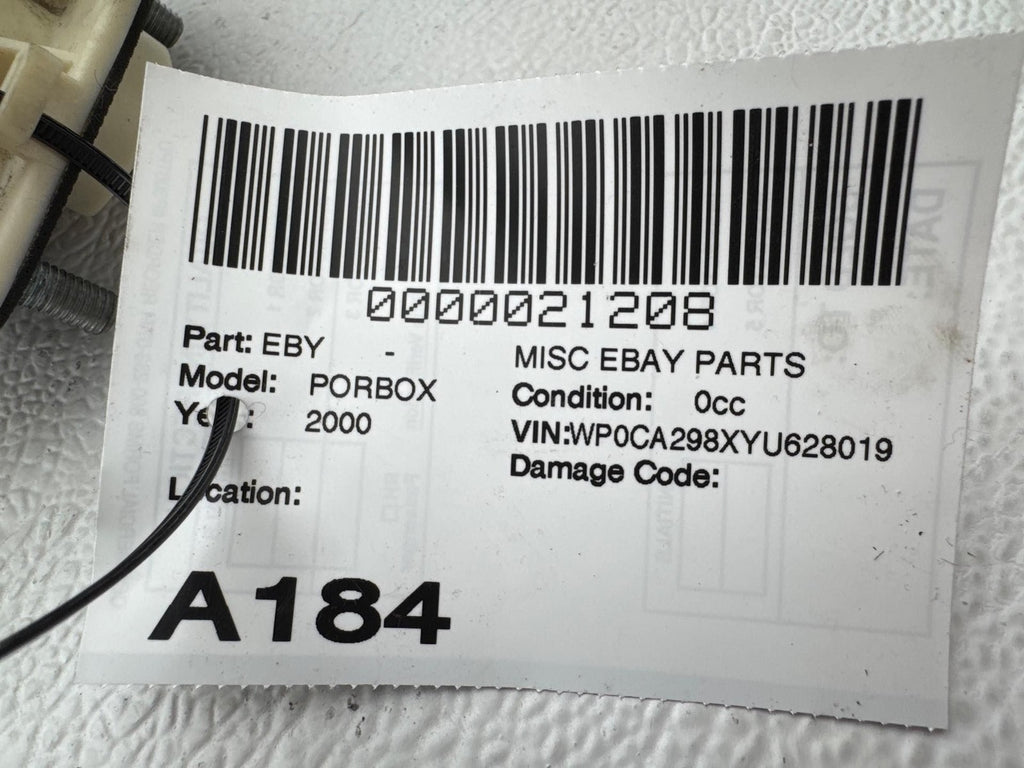 0000021208
Part: EBY - MISC EBAY PARTS
Model: PORBOX Condition: 0cc
2000 VIN:WP0CA298XYU628019
Damage Code:
Location:
A184